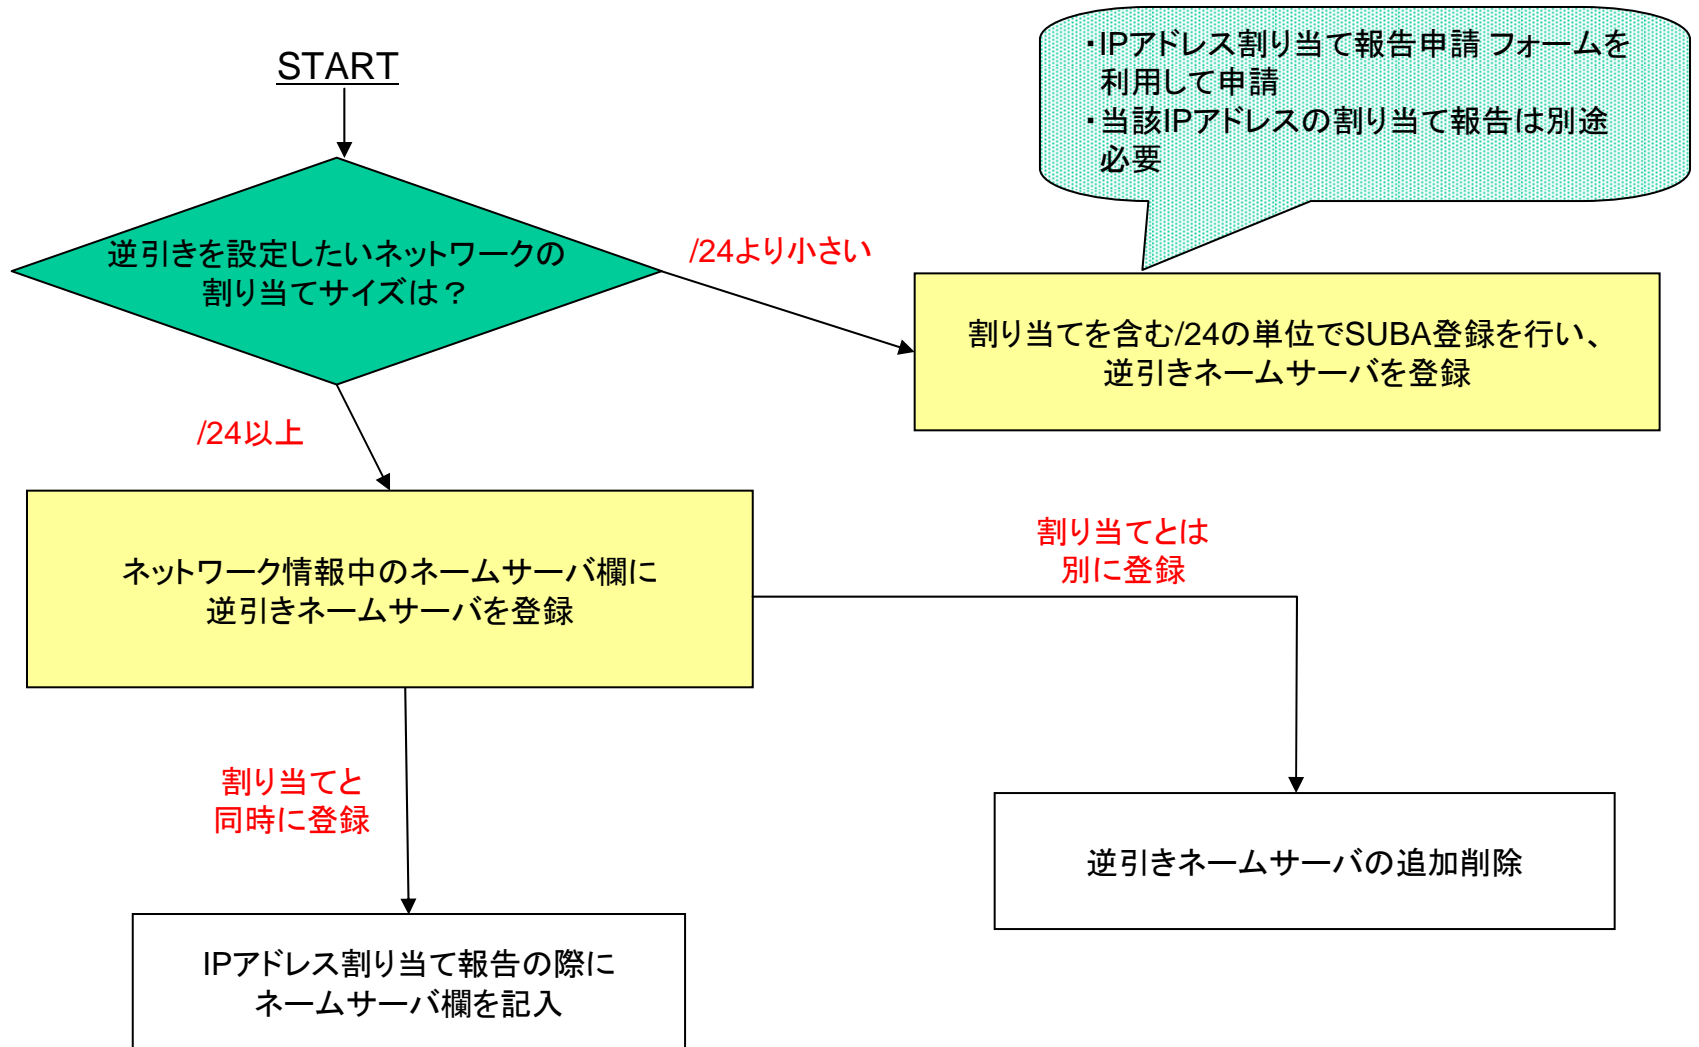 START
・IPアドレス割り当て報告申請 フォームを
利用して申請
・当該IPアドレスの割り当て報告は別途
必要
逆引きを設定したいネットワークの
割り当てサイズは？
/24より小さい
割り当てを含む/24の単位でSUBA登録を行い、
逆引きネームサーバを登録
/24以上
ネットワーク情報中のネームサーバ欄に
逆引きネームサーバを登録
割り当てとは
別に登録
割り当てと
同時に登録
逆引きネームサーバの追加削除
IPアドレス割り当て報告の際に
ネームサーバ欄を記入